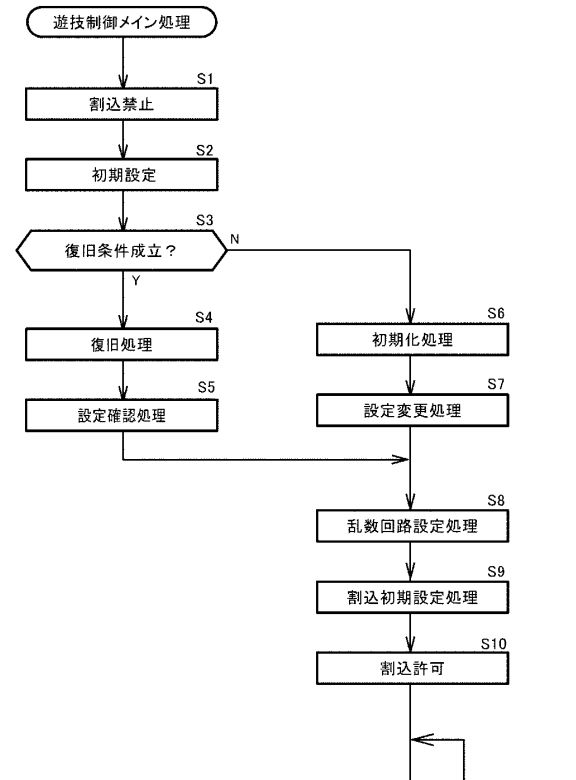 遊技制御メイン処理
S1
割込禁止
S2
初期設定
S3
復旧条件成立？
N
Y
S4
復旧処理
S5
設定確認処理
S6
初期化処理
S7
設定変更処理
S8
乱数回路設定処理
S9
割込初期設定処理
S10
割込許可